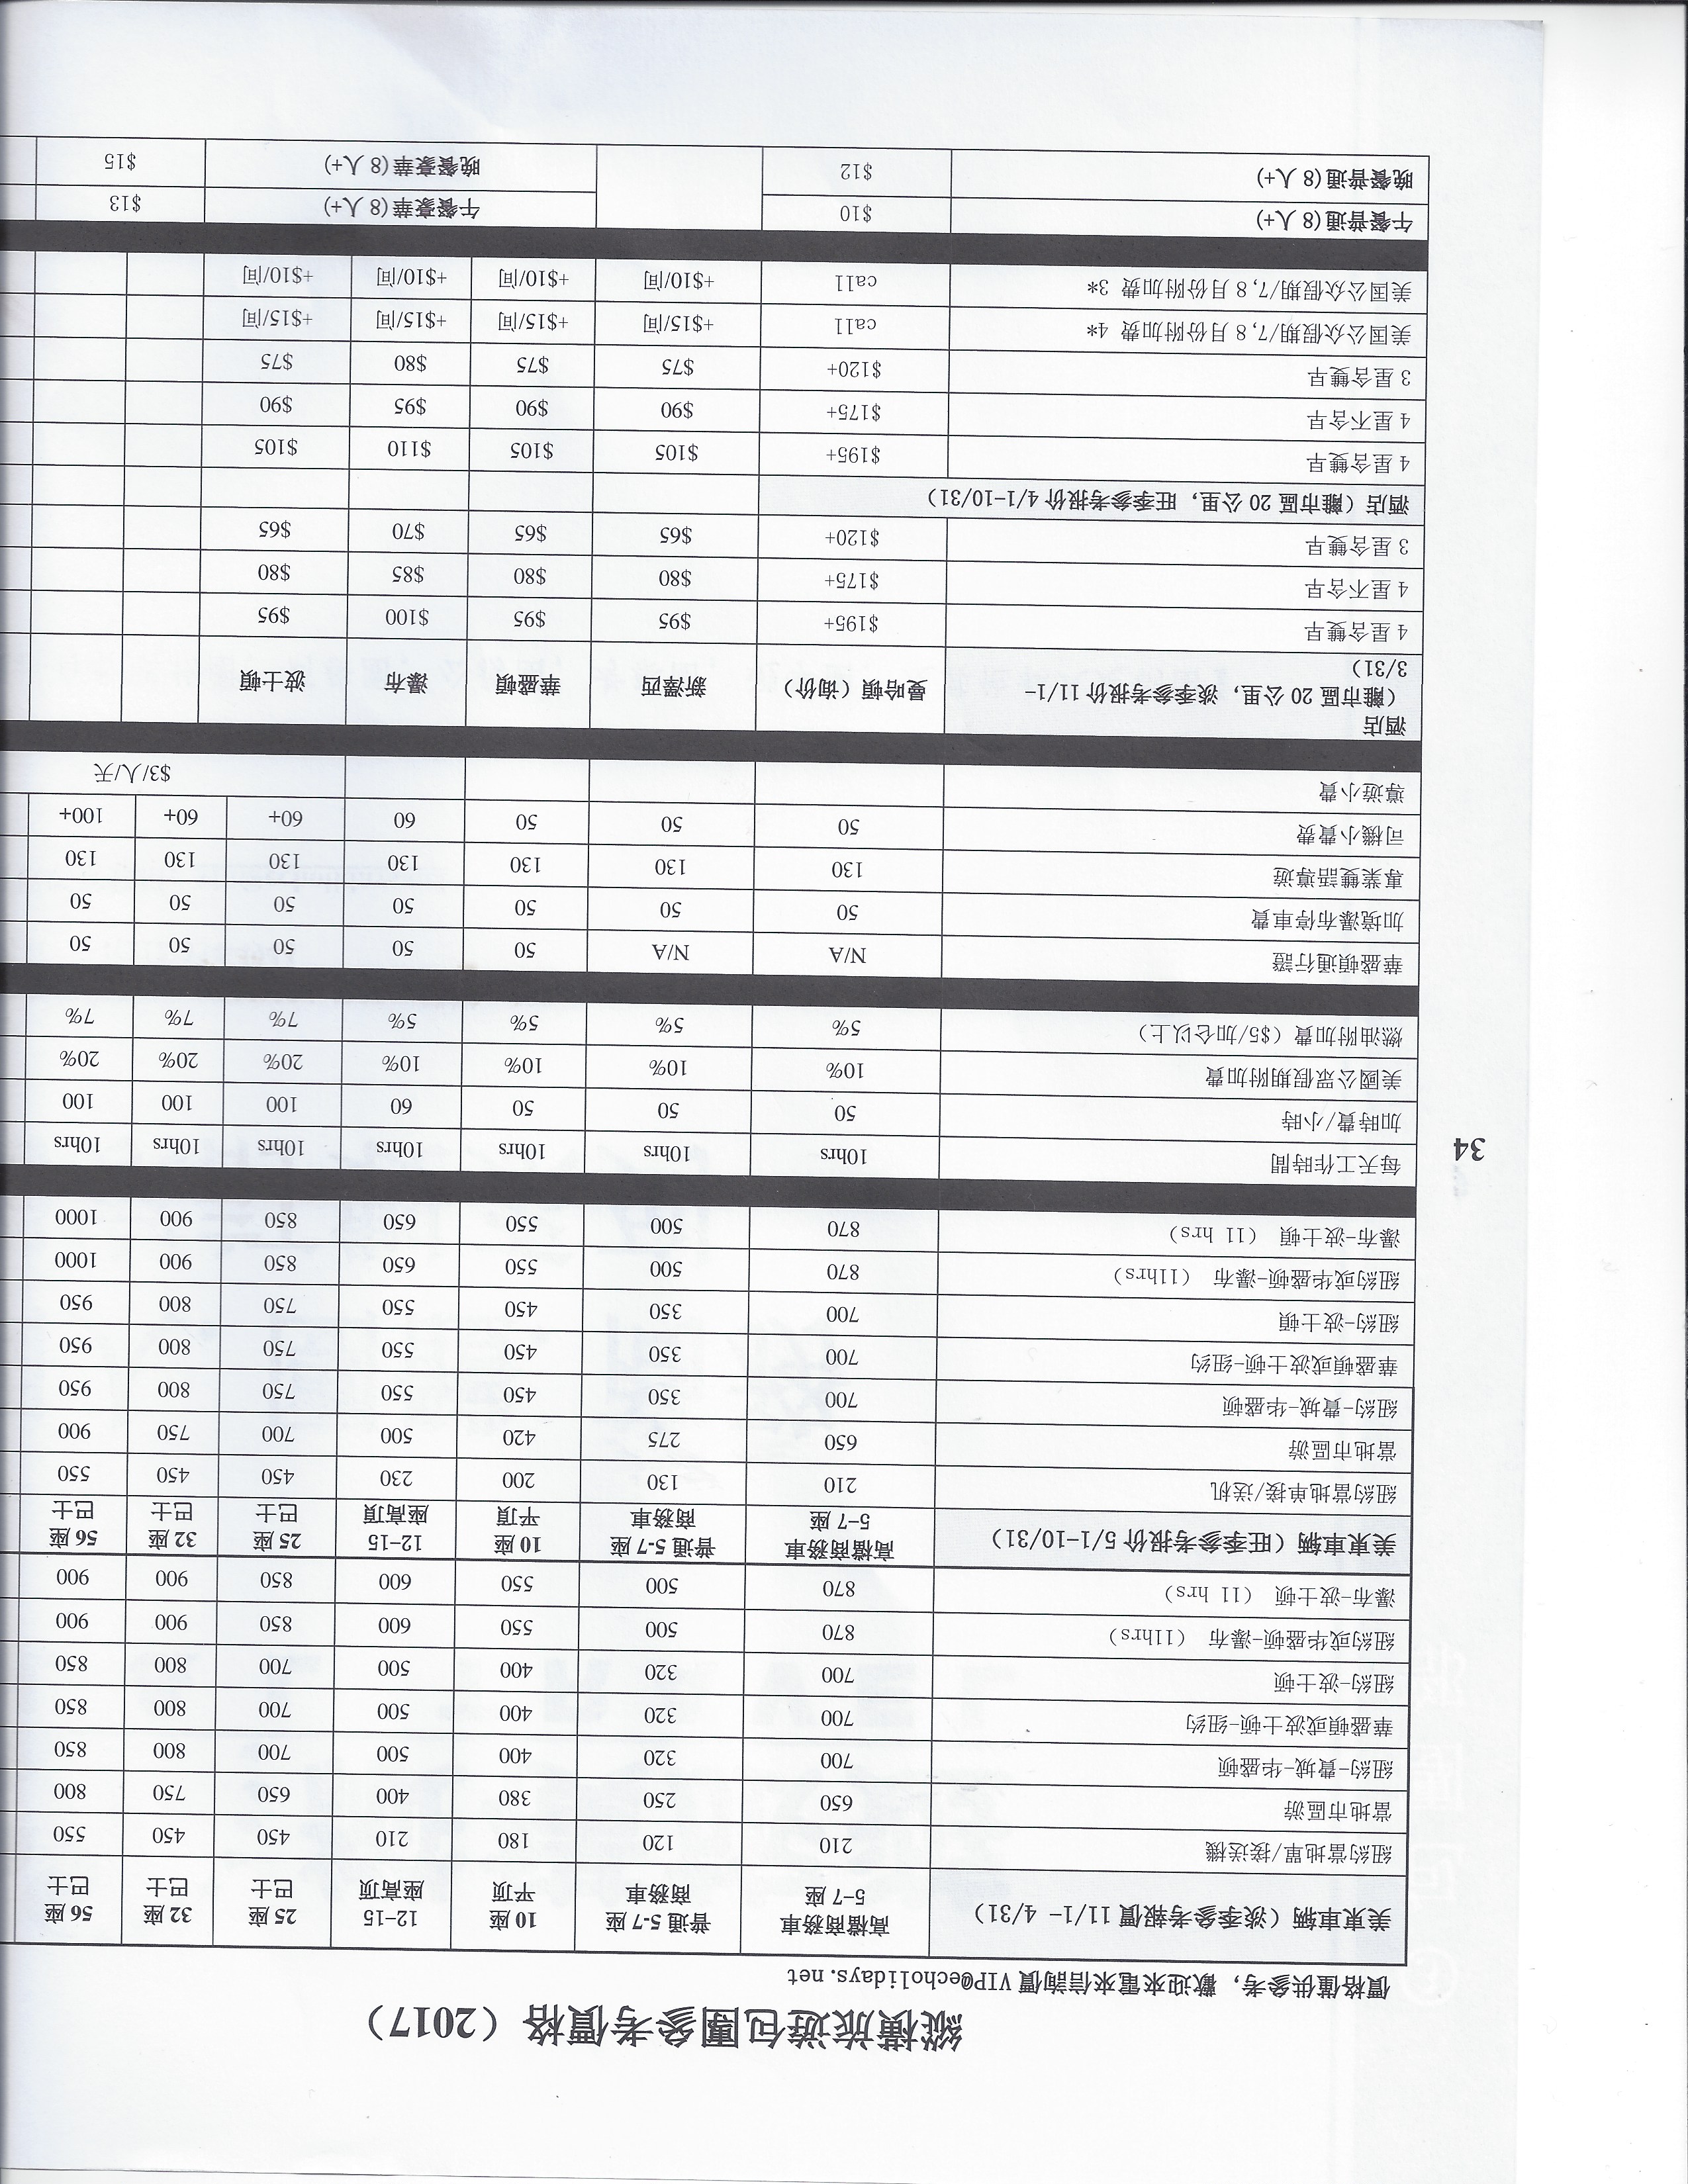 縱橫旅遊包團參考價格（2017）
價格僅供參考，歡迎來電來信詢價 VIP@echolidays.net
美東車輛（淡季參考報價 11/1- 4/31） 高檔商務車 5-7 座 普通 5-7 座 商務車 10 座 平顶 12-15 座高顶 25 座 巴士 32 座 巴士 56 座 巴士
紐約當地單/接送機 210 120 180 210 450 450 550
當地市區游 650 250 380 400 650 750 800
紐約-費城-华盛顿 700 320 400 500 700 800 850
華盛頓或波士顿-纽约 700 320 400 500 700 800 850
紐約-波士顿 700 320 400 500 700 800 850
紐約或华盛顿-瀑布 （11hrs） 870 500 550 600 850 900 900
瀑布-波士顿 （11 hrs） 870 500 550 600 850 900 900
美東車輛（旺季參考报价 5/1-10/31） 高檔商務車 5-7 座 普通 5-7 座 商務車 10 座 平頂 12-15 座高頂 25 座 巴士 32 座 巴士 56 座 巴士
紐約當地单接/送机 210 130 200 230 450 450 550
當地市區游 650 275 420 500 700 750 900
紐約-費城-华盛顿 700 350 450 550 750 800 950
華盛頓或波士顿-纽约 700 350 450 550 750 800 950
紐約-波士頓 700 350 450 550 750 800 950
紐約或华盛顿-瀑布 （11hrs） 870 500 550 650 850 900 1000
瀑布-波士頓 （11 hrs） 870 500 550 650 850 900 1000
每天工作時間 10hrs 10hrs 10hrs 10hrs 10hrs 10hrs 10hrs
加時費/小時 50 50 50 60 100 100 100
美國公眾假期附加費 10% 10% 10% 10% 20% 20% 20%
燃油附加費（$5/加仑以上） 5% 5% 5% 5% 7% 7% 7%
華盛頓通行證 N/A N/A 50 50 50 50 50
加境瀑布停車費 50 50 50 50 50 50 50
專業雙語導遊 130 130 130 130 130 130 130
司機小費費 50 50 50 60 60+ 60+ 100+
導遊小費 $3/人/天
酒店
（離市區 20 公里，淡季參考报价 11/1-
3/31） 曼哈頓（询价） 新澤西 華盛頓 瀑布 波士頓
4 星含雙早 $195+ $95 $95 $100 $95
4 星不含早 $175+ $80 $80 $85 $80
3 星含雙早 $120+ $65 $65 $70 $65
酒店（離市區 20 公里，旺季參考报价 4/1-10/31）
4 星含雙早 $195+ $105 $105 $110 $105
4 星不含早 $175+ $90 $90 $95 $90
3 星含雙早 $120+ $75 $75 $80 $75
美国公众假期/7,8 月份附加费 4* call +$15/间 +$15/间 +$15/间 +$15/间
美国公众假期/7,8 月份附加费 3* call +$10/间 +$10/间 +$10/间 +$10/间
午餐普通(8 人+) $10 午餐豪華(8 人+) $13
晚餐普通(8 人+) $12 晚餐豪華(8 人+) $15
34